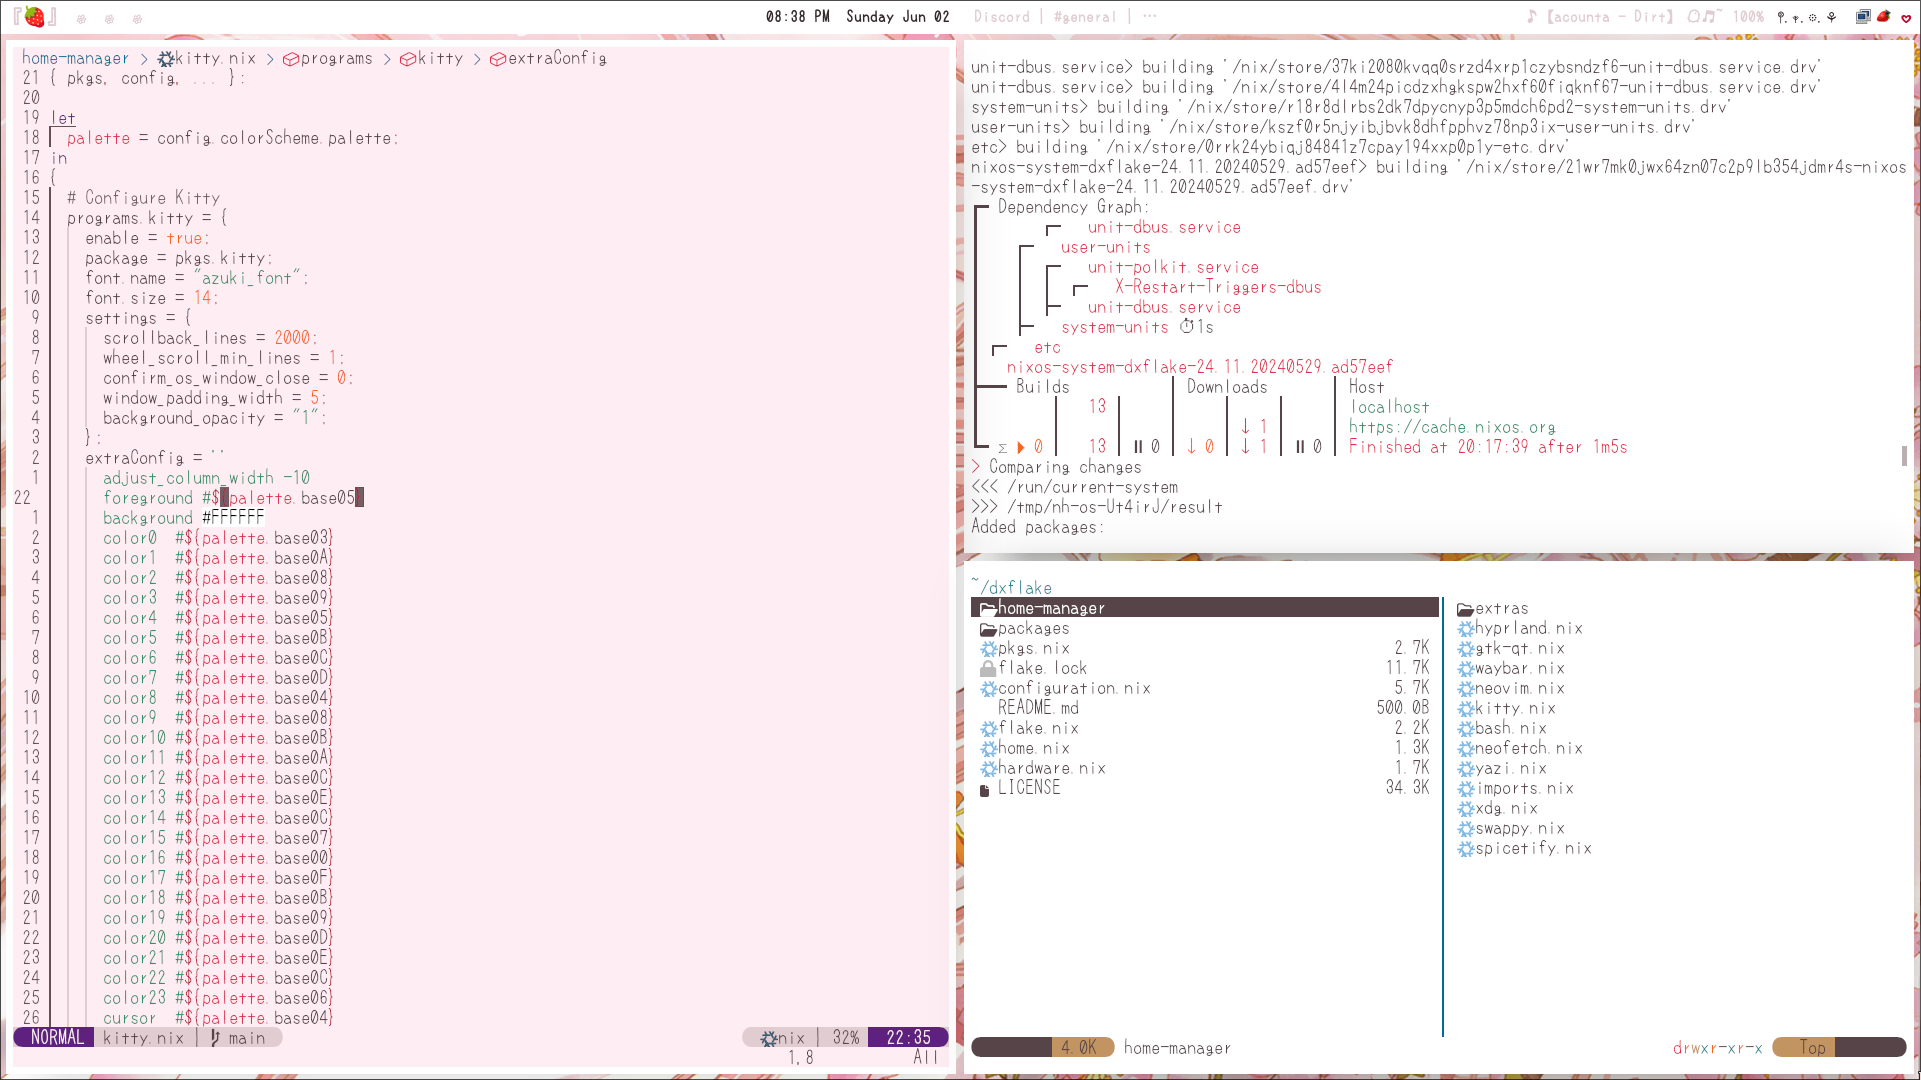 『🍓』 08:38 PM Sunday Jun 02 Discord | #general | ···
♪【acounta - Dirt】 100%
home-manager > kitty.nix > programs > kitty > extraConfig
21 { pkgs, config, ... }:
20
19 let
18 palette = config.colorScheme.palette;
17 in
16 {
15 # Configure Kitty
14 programs.kitty = {
13 enable = true;
12 package = pkgs.kitty;
11 font.name = "azuki_font";
10 font.size = 14;
9 settings = {
8 scrollback_lines = 2000;
7 wheel_scroll_min_lines = 1;
6 confirm_os_window_close = 0;
5 window_padding_width = 5;
4 background_opacity = "1";
3 };
2 extraConfig = ''
1 adjust_column_width -10
22 foreground #${palette.base05}
1 background #FFFFFF
2 color0 #${palette.base03}
3 color1 #${palette.base0A}
4 color2 #${palette.base08}
5 color3 #${palette.base09}
6 color4 #${palette.base05}
7 color5 #${palette.base0B}
8 color6 #${palette.base0C}
9 color7 #${palette.base0D}
10 color8 #${palette.base04}
11 color9 #${palette.base08}
12 color10 #${palette.base0B}
13 color11 #${palette.base0A}
14 color12 #${palette.base0C}
15 color13 #${palette.base0E}
16 color14 #${palette.base0C}
17 color15 #${palette.base07}
18 color16 #${palette.base00}
19 color17 #${palette.base0F}
20 color18 #${palette.base0B}
21 color19 #${palette.base09}
22 color20 #${palette.base0D}
23 color21 #${palette.base0E}
24 color22 #${palette.base0C}
25 color23 #${palette.base06}
26 cursor #${palette.base04}
NORMAL kitty.nix | main nix | 32% 22:35
1,8 All
unit-dbus.service> building '/nix/store/37ki2080kvqq0srzd4xrp1czybsndzf6-unit-dbus.service.drv'
unit-dbus.service> building '/nix/store/4l4m24picdzxhgkspw2hxf60fiqknf67-unit-dbus.service.drv'
system-units> building '/nix/store/r18r8dlrbs2dk7dpycnyp3p5mdch6pd2-system-units.drv'
user-units> building '/nix/store/kszf0r5njyibjbvk8dhfpphvz78np3ix-user-units.drv'
etc> building '/nix/store/0rrk24ybiqj84841z7cpay194xxp0p1y-etc.drv'
nixos-system-dxflake-24.11.20240529.ad57eef> building '/nix/store/21wr7mk0jwx64zn07c2p9lb354jdmr4s-nixos
-system-dxflake-24.11.20240529.ad57eef.drv'
Dependency Graph:
unit-dbus.service
user-units
unit-polkit.service
X-Restart-Triggers-dbus
unit-dbus.service
system-units ⏱1s
etc
nixos-system-dxflake-24.11.20240529.ad57eef
Builds | Downloads | Host
13 localhost
↓ 1 https://cache.nixos.org
Σ ⏵ 0 13 ⏸ 0 ↓ 0 ↓ 1 ⏸ 0 Finished at 20:17:39 after 1m5s
> Comparing changes
<<< /run/current-system
>>> /tmp/nh-os-Ut4irJ/result
Added packages:
~/dxflake
home-manager
packages
pkgs.nix 2.7K
flake.lock 11.7K
configuration.nix 5.7K
README.md 500.0B
flake.nix 2.2K
home.nix 1.3K
hardware.nix 1.7K
LICENSE 34.3K
extras
hyprland.nix
gtk-qt.nix
waybar.nix
neovim.nix
kitty.nix
bash.nix
neofetch.nix
yazi.nix
imports.nix
xdg.nix
swappy.nix
spicetify.nix
4.0K home-manager drwxr-xr-x Top